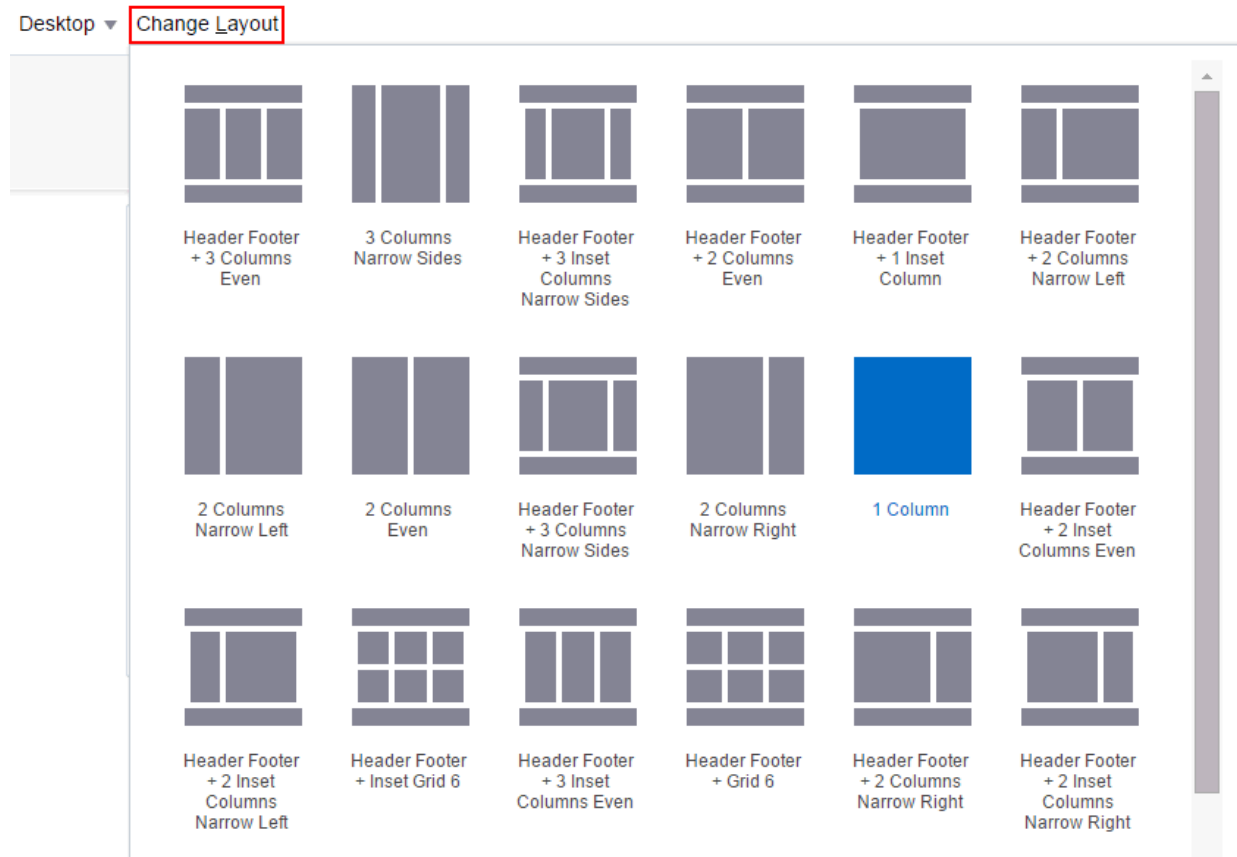 Desktop Change Layout
Header Footer
+ 3 Columns
Even
3 Columns
Narrow Sides
Header Footer
+ 3 Inset
Columns
Narrow Sides
Header Footer
+ 2 Columns
Even
Header Footer
+ 1 Inset
Column
Header Footer
+ 2 Columns
Narrow Left
2 Columns
Narrow Left
2 Columns
Even
Header Footer
+ 3 Columns
Narrow Sides
2 Columns
Narrow Right
1 Column
Header Footer
+ 2 Inset
Columns Even
Header Footer
+ 2 Inset
Columns
Narrow Left
Header Footer
+ Inset Grid 6
Header Footer
+ 3 Inset
Columns Even
Header Footer
+ Grid 6
Header Footer
+ 2 Columns
Narrow Right
Header Footer
+ 2 Inset
Columns
Narrow Right